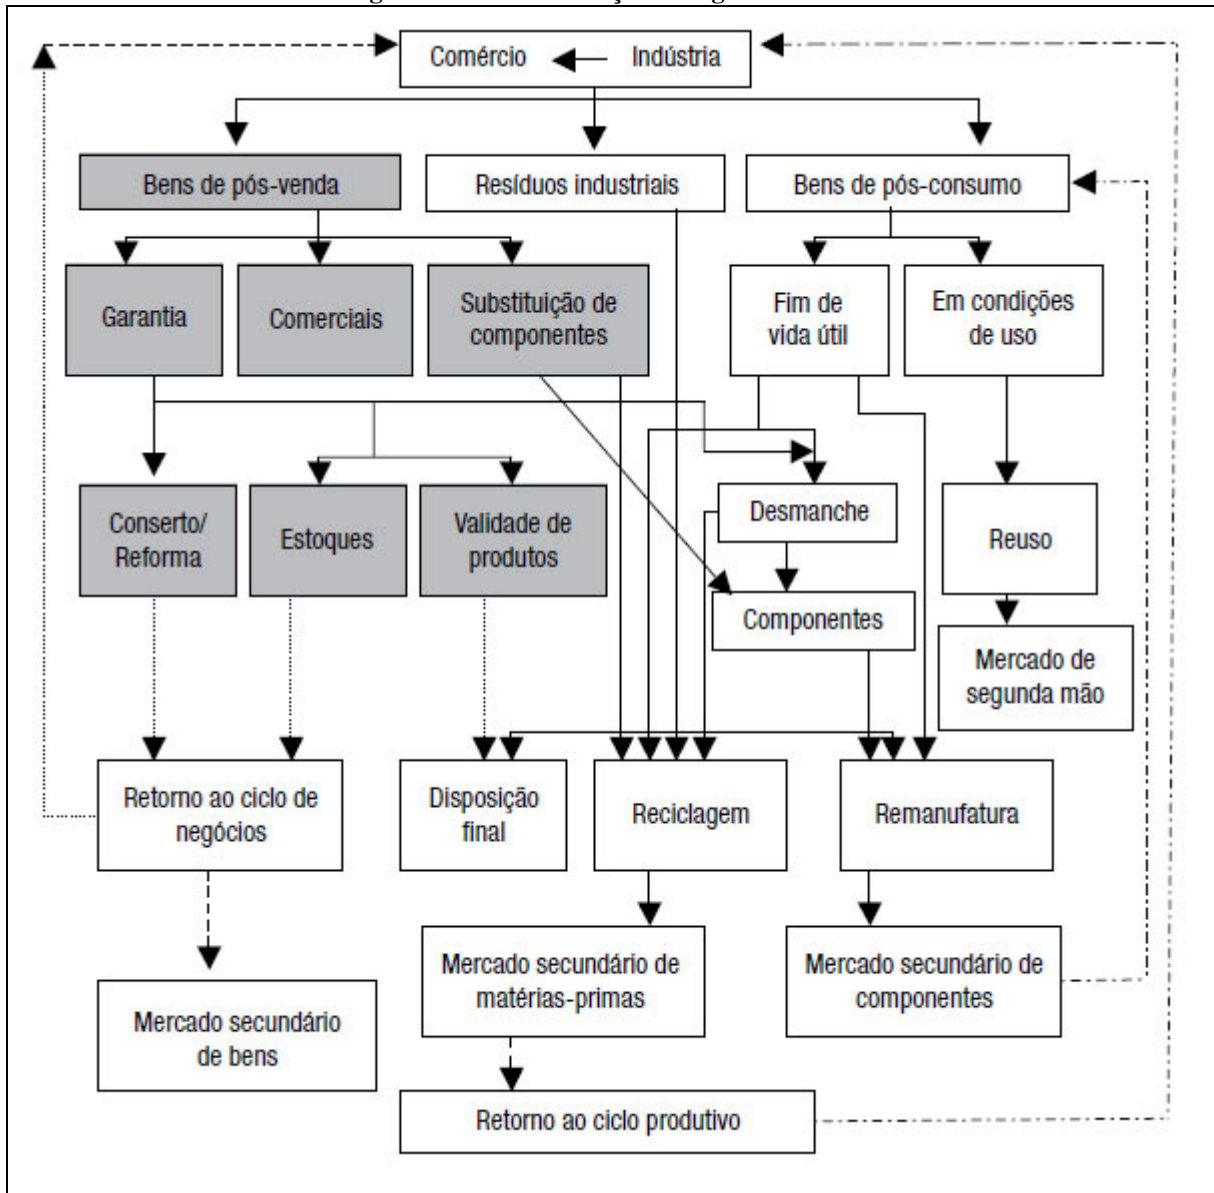 Comércio Indústria
Bens de pós-venda
Resíduos industriais
Bens de pós-consumo
Garantia
Comerciais
Substituição de
componentes
Fim de
vida útil
Em condições
de uso
Conserto/
Reforma
Estoques
Validade de
produtos
Desmanche
Reuso
Componentes
Mercado de
segunda mão
Retorno ao ciclo de
negócios
Disposição
final
Reciclagem
Remanufatura
Mercado secundário
de bens
Mercado secundário de
matérias-primas
Mercado secundário de
componentes
Retorno ao ciclo produtivo